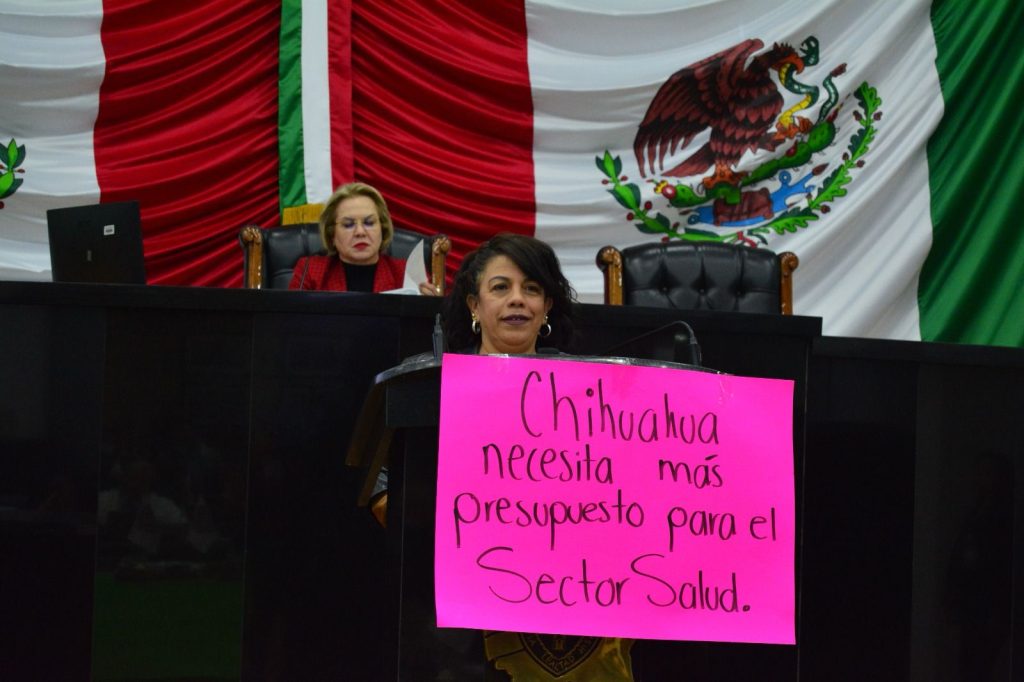 Chihuahua
necesita más
presupuesto para el
Sector Salud.